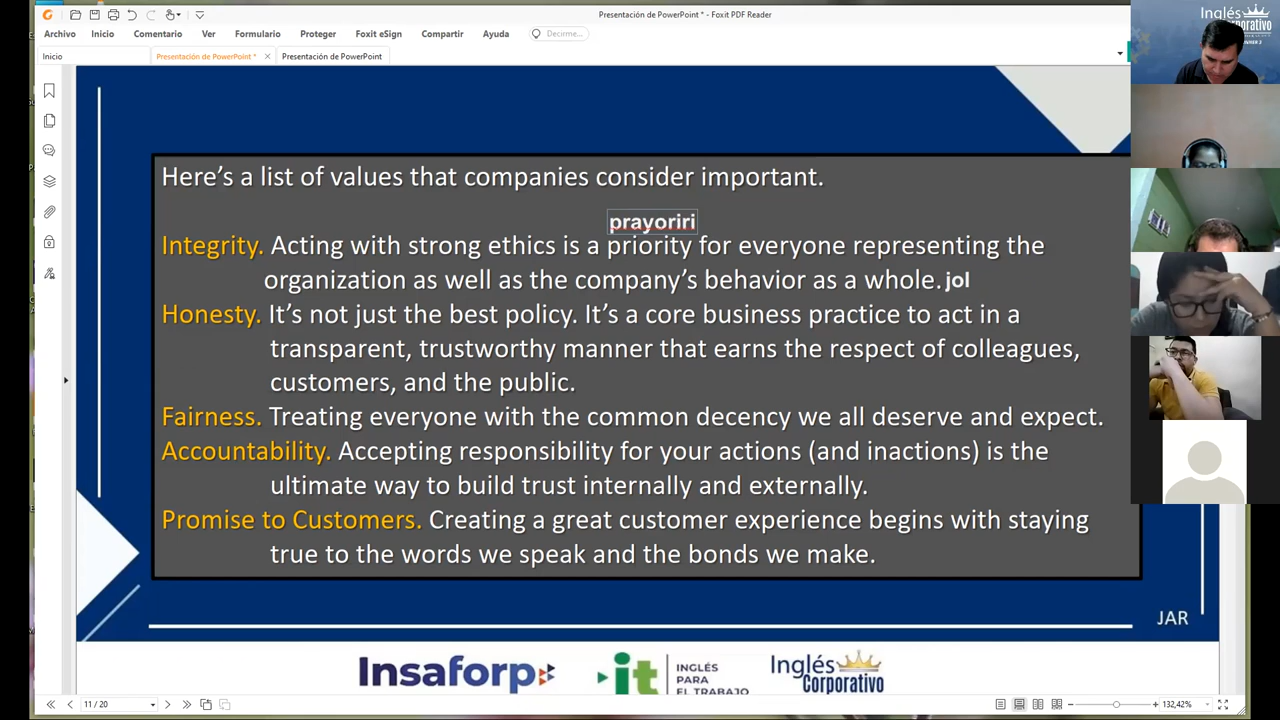 Presentación de PowerPoint * - Foxit PDF Reader
Archivo Inicio Comentario Ver Formulario Proteger Foxit eSign Compartir Ayuda Decirme...
Inicio Presentación de PowerPoint * Presentación de PowerPoint
Here's a list of values that companies consider important.
prayoriri
Integrity. Acting with strong ethics is a priority for everyone representing the
organization as well as the company's behavior as a whole. jol
Honesty. It's not just the best policy. It's a core business practice to act in a
transparent, trustworthy manner that earns the respect of colleagues,
customers, and the public.
Fairness. Treating everyone with the common decency we all deserve and expect.
Accountability. Accepting responsibility for your actions (and inactions) is the
ultimate way to build trust internally and externally.
Promise to Customers. Creating a great customer experience begins with staying
true to the words we speak and the bonds we make.
JAR
Insaforp
it
INGLÉS
PARA
EL TRABAJO
Inglés
Corporativo
11 / 20
132,42%
Inglés
Corporativo